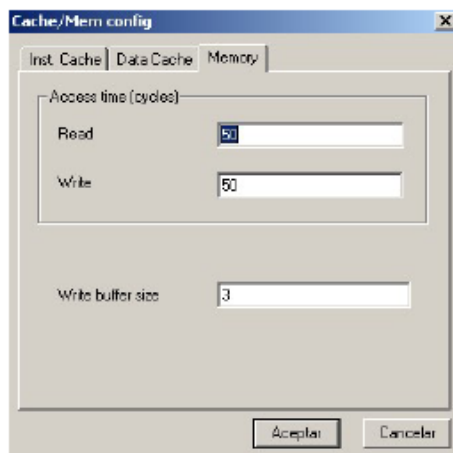 Cache/Mem config
Inst. Cache Data Cache Memory
Access time (cycles)
Read 50
Write 50
Write buffer size 3
Aceptar Cancelar